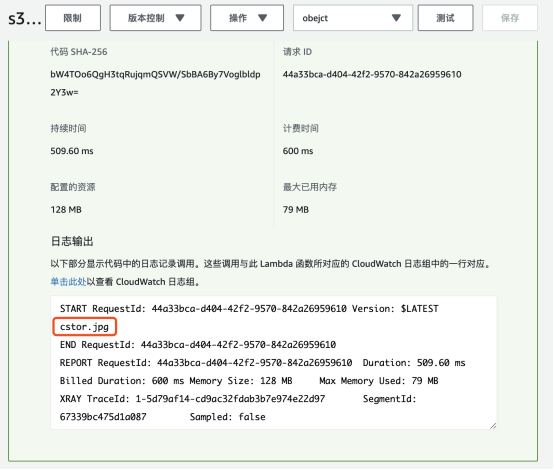 s3... 限制 版本控制 操作 obejct 测试 保存
代码 SHA-256
bW4TOo6QgH3tqRujqmQSVW/SbBA6By7Voglbldp
2Y3w=
请求 ID
44a33bca-d404-42f2-9570-842a26959610
持续时间
509.60 ms
计费时间
600 ms
配置的资源
128 MB
最大已用内存
79 MB
日志输出
以下部分显示代码中的日志记录调用。这些调用与此 Lambda 函数所对应的 CloudWatch 日志组中的一行对应。
单击此处以查看 CloudWatch 日志组。
START RequestId: 44a33bca-d404-42f2-9570-842a26959610 Version: $LATEST
cstor.jpg
END RequestId: 44a33bca-d404-42f2-9570-842a26959610
REPORT RequestId: 44a33bca-d404-42f2-9570-842a26959610 Duration: 509.60 ms
Billed Duration: 600 ms Memory Size: 128 MB Max Memory Used: 79 MB
XRAY TraceId: 1-5d79af14-cd9ac32fdab3b7e974e22d97 SegmentId:
67339bc475d1a087 Sampled: false